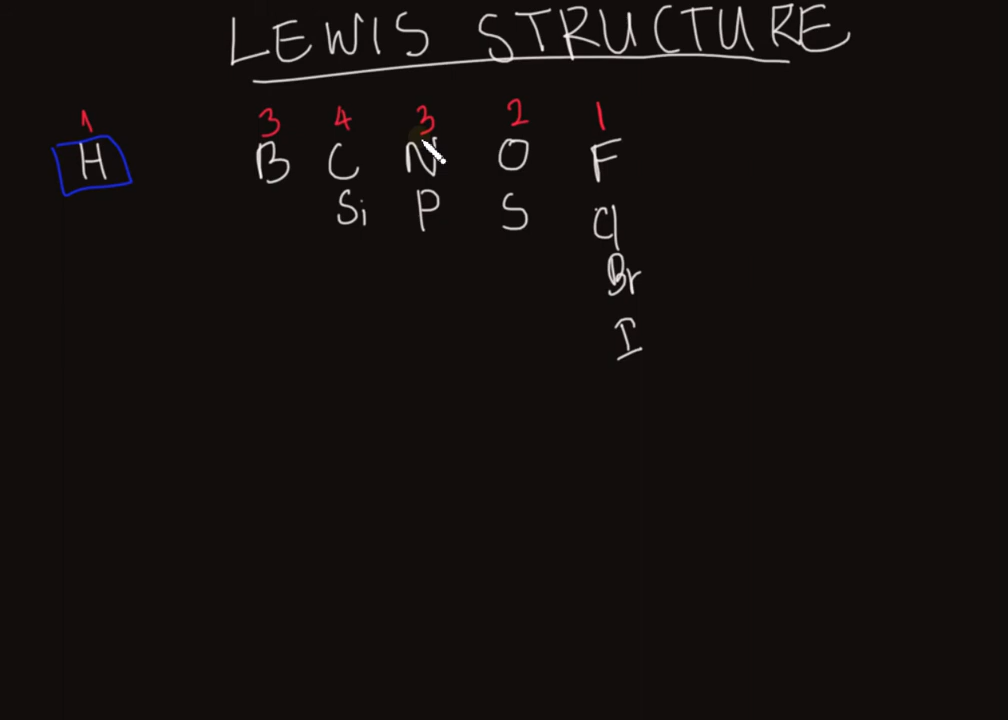 LEWIS STRUCTURE
1 3 4 3 2 1
H B C N O F
Si P S Cl
Br
I